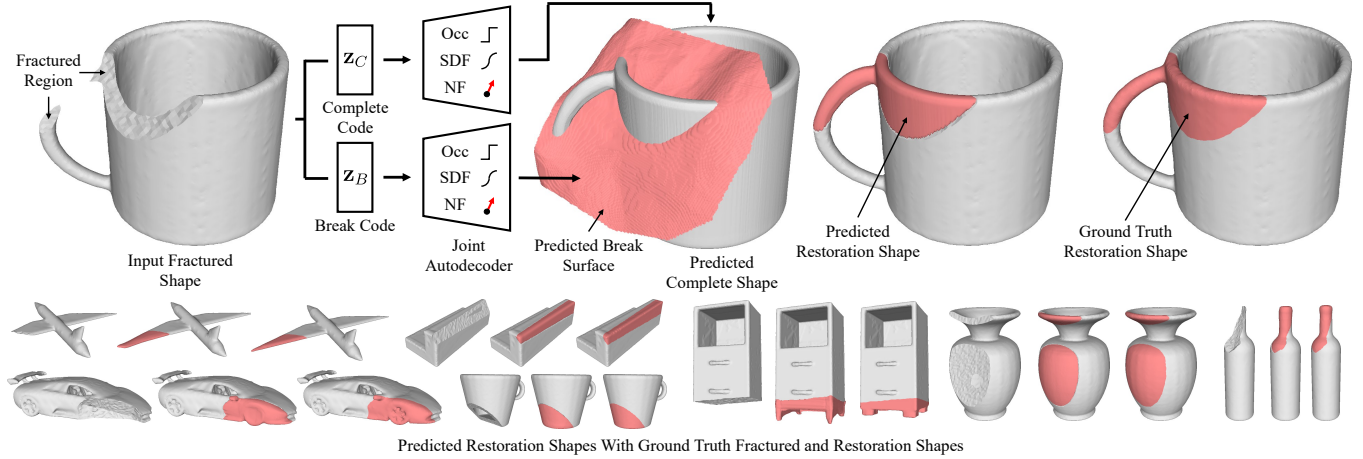 Fractured
Region
Input Fractured
Shape
z_C
Complete
Code
z_B
Break Code
Occ
SDF
NF
Occ
SDF
NF
Joint
Autodecoder
Predicted Break
Surface
Predicted
Complete Shape
Predicted
Restoration Shape
Ground Truth
Restoration Shape
Predicted Restoration Shapes With Ground Truth Fractured and Restoration Shapes